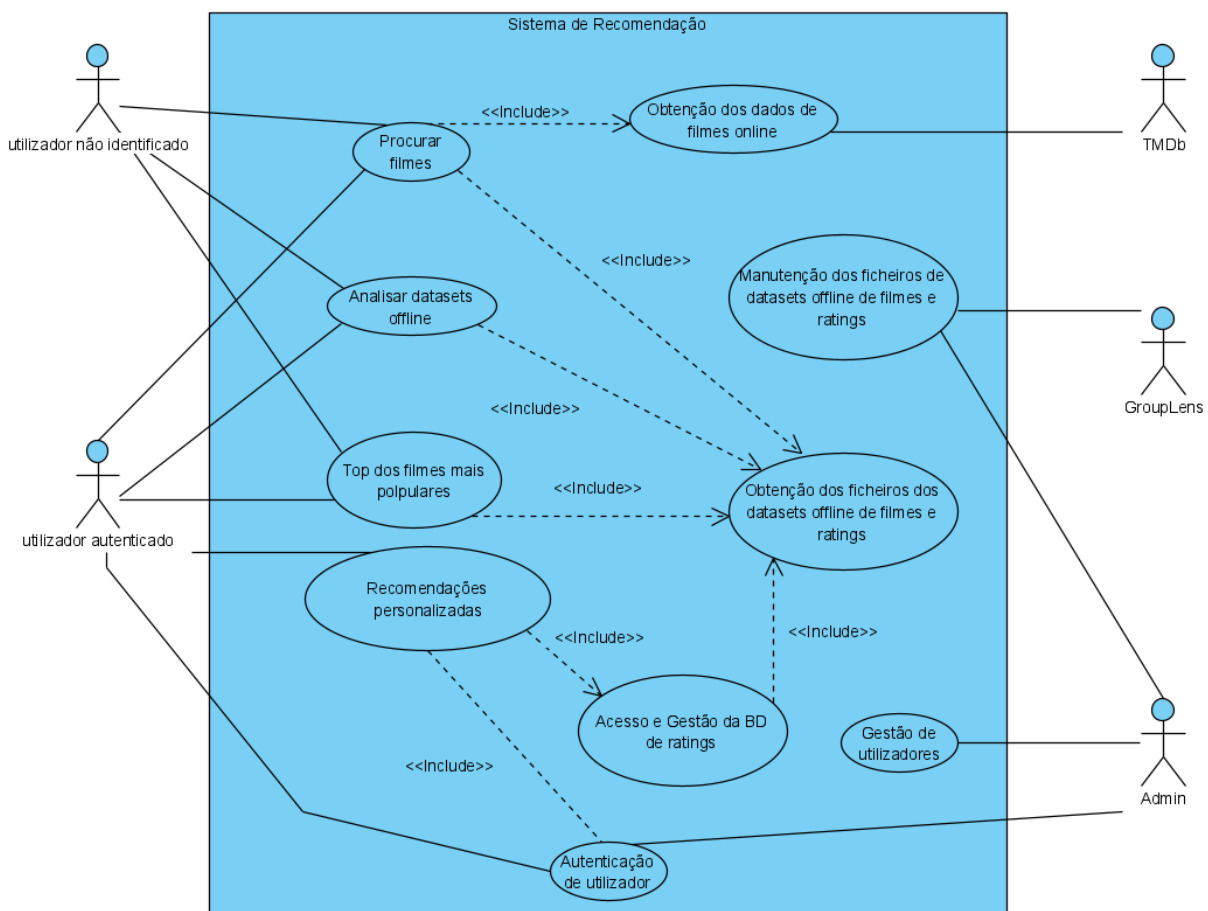 Sistema de Recomendação
utilizador não identificado
<<Include>>
Obtenção dos dados de
filmes online
TMDb
Procurar
filmes
<<Include>>
Manutenção dos ficheiros de
datasets offline de filmes e
ratings
Analisar datasets
offline
GroupLens
<<Include>>
Top dos filmes mais
polpulares
<<Include>>
Obtenção dos ficheiros dos
datasets offline de filmes e
ratings
utilizador autenticado
Recomendações
personalizadas
<<Include>>
<<Include>>
Acesso e Gestão da BD
de ratings
Gestão de
utilizadores
<<Include>>
Admin
Autenticação
de utilizador